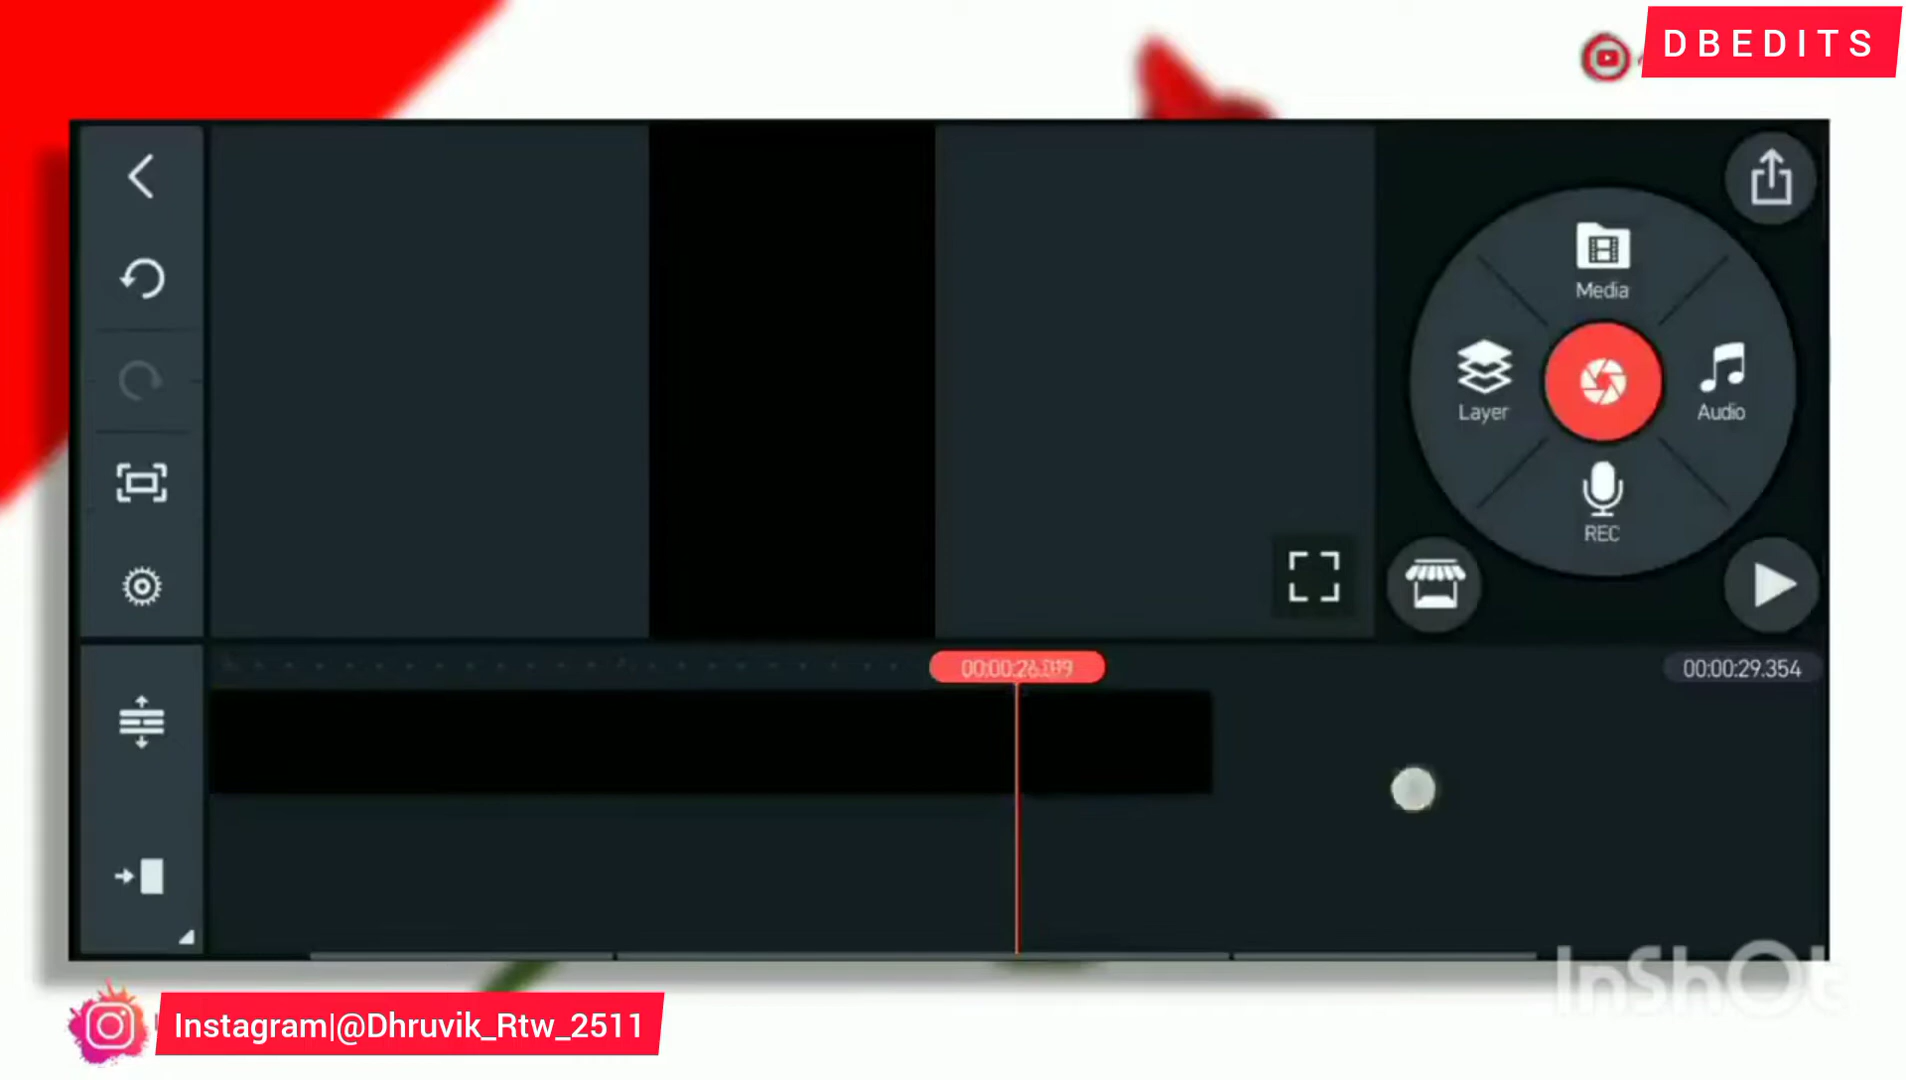 DBEDITS
Media
Layer
Audio
REC
00:00:29.354
InShOt
Instagram|@Dhruvik_Rtw_2511